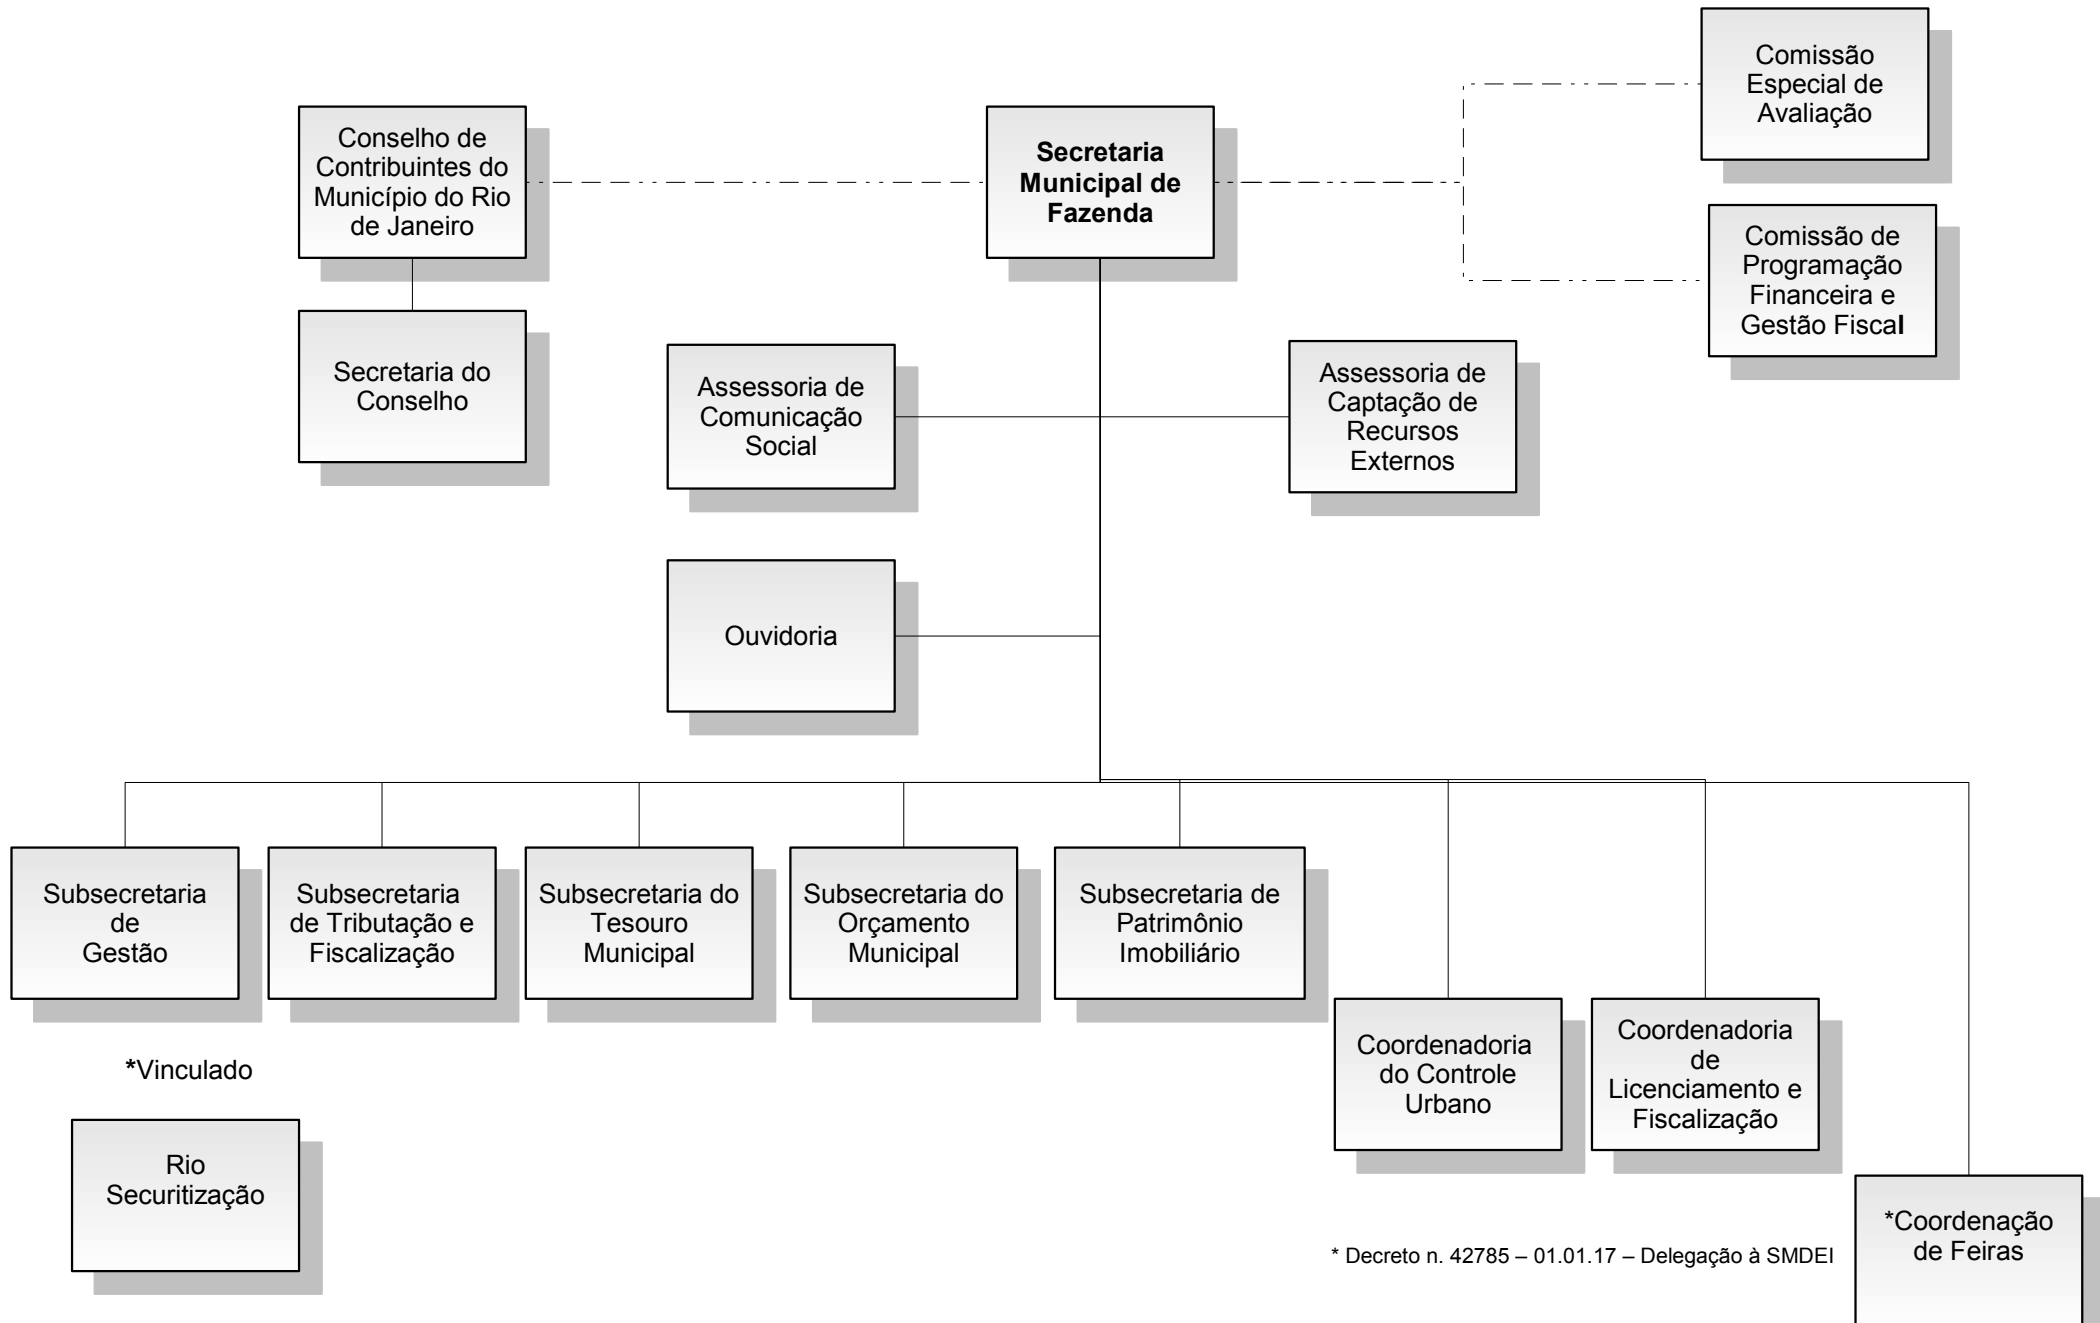 Comissão
Especial de
Avaliação
Conselho de
Contribuintes do
Município do Rio
de Janeiro
Secretaria
Municipal de
Fazenda
Comissão de
Programação
Financeira e
Gestão Fiscal
Secretaria do
Conselho
Assessoria de
Comunicação
Social
Assessoria de
Captação de
Recursos
Externos
Ouvidoria
Subsecretaria
de
Gestão
Subsecretaria
de Tributação e
Fiscalização
Subsecretaria do
Tesouro
Municipal
Subsecretaria do
Orçamento
Municipal
Subsecretaria de
Patrimônio
Imobiliário
Coordenadoria
do Controle
Urbano
Coordenadoria
de
Licenciamento e
Fiscalização
*Vinculado
Rio
Securitização
*Coordenação
de Feiras
* Decreto n. 42785 – 01.01.17 – Delegação à SMDEI